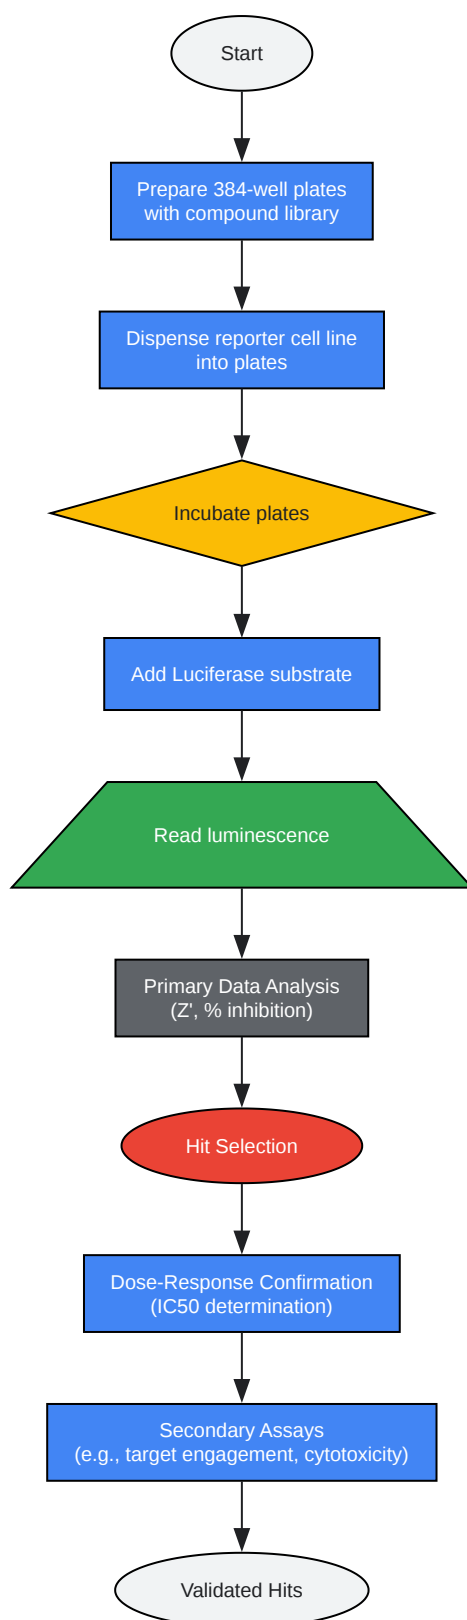 Start
Prepare 384-well plates
with compound library
Dispense reporter cell line
into plates
Incubate plates
Add Luciferase substrate
Read luminescence
Primary Data Analysis
(Z', % inhibition)
Hit Selection
Dose-Response Confirmation
(IC50 determination)
Secondary Assays
(e.g., target engagement, cytotoxicity)
Validated Hits